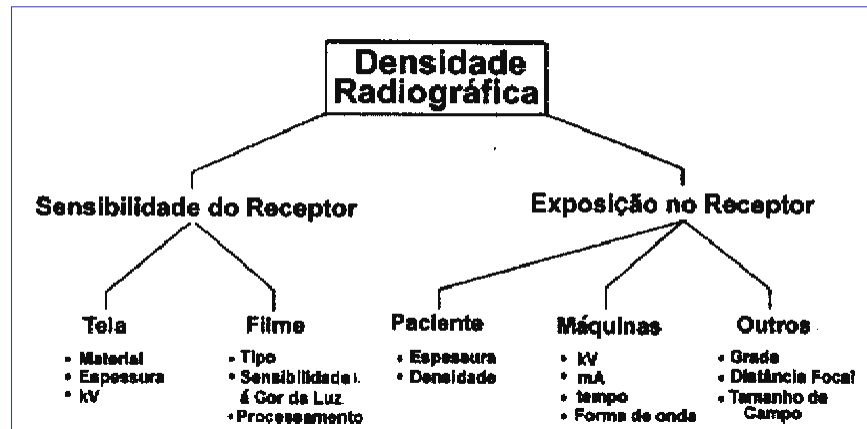 Densidade
Radiográfica
Sensibilidade do Receptor
Exposição no Receptor
Tela
• Material
• Espessura
• kV
Filme
• Tipo
• Sensibilidade
á Cor da Luz
• Processamento
Paciente
• Espessura
• Densidade
Máquinas
• kV
• mA
• tempo
• Forma de onda
Outros
• Grade
• Distância Focal
• Tamanho de
Campo